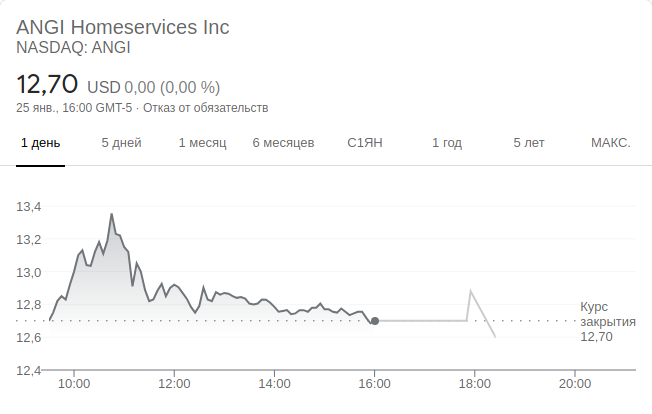 ANGI Homeservices Inc
NASDAQ: ANGI
12,70 USD 0,00 (0,00 %)
25 янв., 16:00 GMT-5 · Отказ от обязательств
1 день 5 дней 1 месяц 6 месяцев С1ЯН 1 год 5 лет МАКС.
13,4
13,2
13,0
12,8
12,6
12,4
Курс
закрытия
12,70
10:00 12:00 14:00 16:00 18:00 20:00